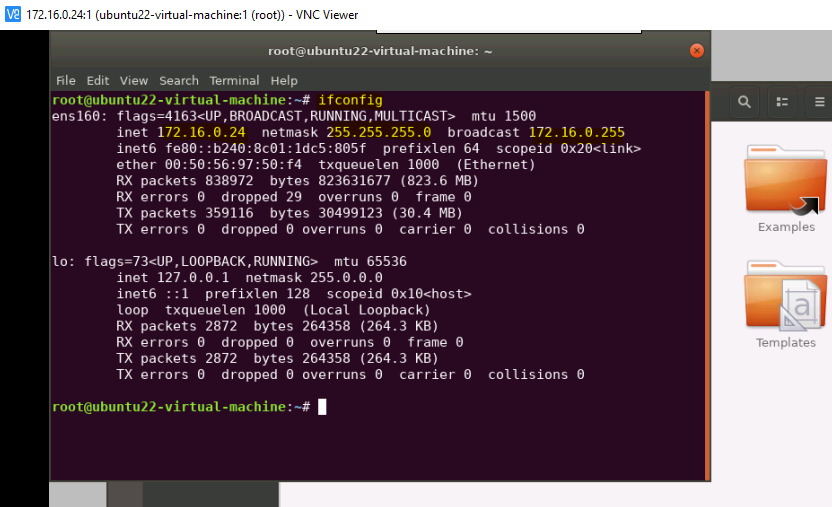 172.16.0.24:1 (ubuntu22-virtual-machine:1 (root)) - VNC Viewer
root@ubuntu22-virtual-machine: ~
File Edit View Search Terminal Help
root@ubuntu22-virtual-machine:~# ifconfig
ens160: flags=4163<UP,BROADCAST,RUNNING,MULTICAST>  mtu 1500
        inet 172.16.0.24  netmask 255.255.255.0  broadcast 172.16.0.255
        inet6 fe80::b240:8c01:1dc5:805f  prefixlen 64  scopeid 0x20<link>
        ether 00:50:56:97:50:f4  txqueuelen 1000  (Ethernet)
        RX packets 838972  bytes 823631677 (823.6 MB)
        RX errors 0  dropped 29  overruns 0  frame 0
        TX packets 359116  bytes 30499123 (30.4 MB)
        TX errors 0  dropped 0 overruns 0  carrier 0  collisions 0
lo: flags=73<UP,LOOPBACK,RUNNING>  mtu 65536
        inet 127.0.0.1  netmask 255.0.0.0
        inet6 ::1  prefixlen 128  scopeid 0x10<host>
        loop  txqueuelen 1000  (Local Loopback)
        RX packets 2872  bytes 264358 (264.3 KB)
        RX errors 0  dropped 0  overruns 0  frame 0
        TX packets 2872  bytes 264358 (264.3 KB)
        TX errors 0  dropped 0 overruns 0  carrier 0  collisions 0
root@ubuntu22-virtual-machine:~#
Examples
Templates